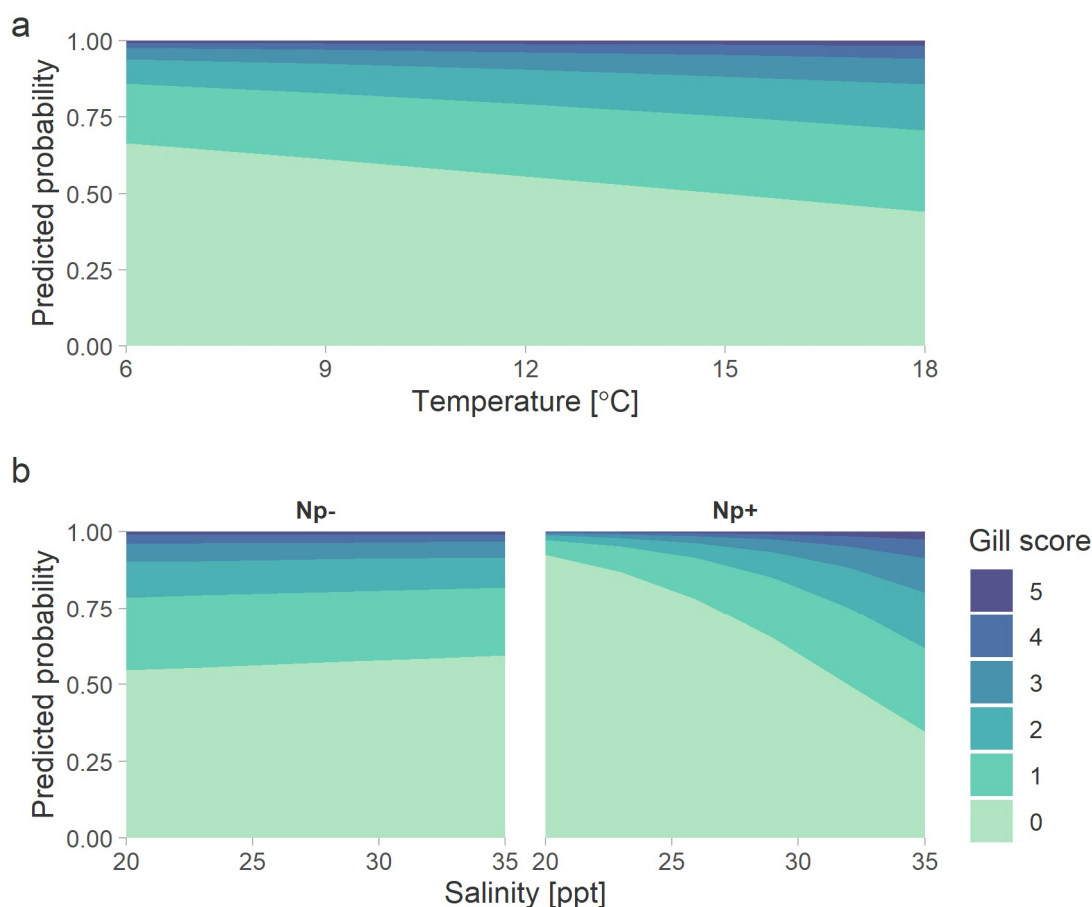 a
Predicted probability
1.00
0.75
0.50
0.25
0.00
6 9 12 15 18
Temperature [°C]
b
Np- Np+
Predicted probability
1.00
0.75
0.50
0.25
0.00
20 25 30 35 20 25 30 35
Salinity [ppt]
Gill score
5
4
3
2
1
0